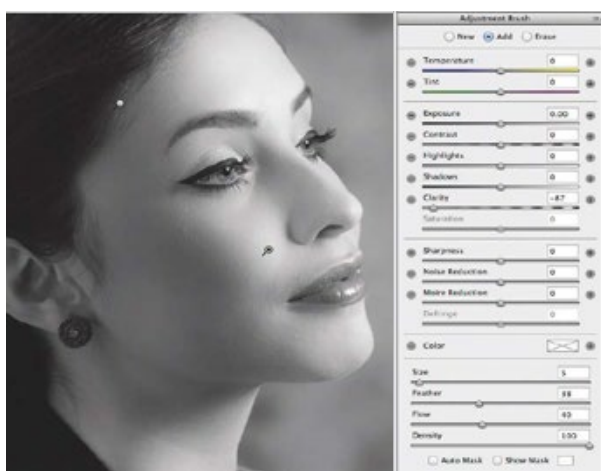 Adjustment Brush
New Add Erase
Temperature 0
Tint 0
Exposure 0.00
Contrast 0
Highlights 0
Shadows 0
Clarity -87
Saturation 0
Sharpness 0
Noise Reduction 0
Moire Reduction 0
Defringe 0
Color
Size 5
Feather
Flow 40
Density 100
Auto Mask Show Mask